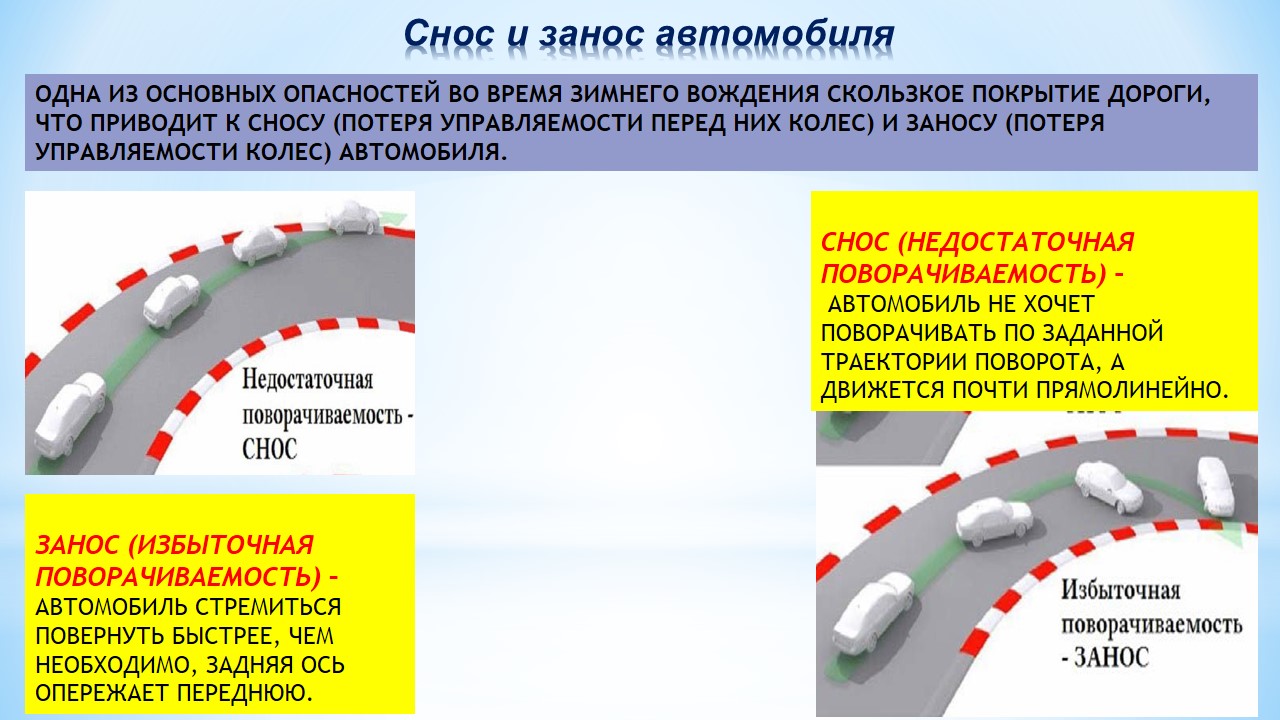 Снос и занос автомобиля
ОДНА ИЗ ОСНОВНЫХ ОПАСНОСТЕЙ ВО ВРЕМЯ ЗИМНЕГО ВОЖДЕНИЯ СКОЛЬЗКОЕ ПОКРЫТИЕ ДОРОГИ,
ЧТО ПРИВОДИТ К СНОСУ (ПОТЕРЯ УПРАВЛЯЕМОСТИ ПЕРЕД НИХ КОЛЕС) И ЗАНОСУ (ПОТЕРЯ
УПРАВЛЯЕМОСТИ КОЛЕС) АВТОМОБИЛЯ.
Недостаточная
поворачиваемость -
СНОС
СНОС (НЕДОСТАТОЧНАЯ
ПОВОРАЧИВАЕМОСТЬ) –
АВТОМОБИЛЬ НЕ ХОЧЕТ
ПОВОРАЧИВАТЬ ПО ЗАДАННОЙ
ТРАЕКТОРИИ ПОВОРОТА, А
ДВИЖЕТСЯ ПОЧТИ ПРЯМОЛИНЕЙНО.
ЗАНОС (ИЗБЫТОЧНАЯ
ПОВОРАЧИВАЕМОСТЬ) –
АВТОМОБИЛЬ СТРЕМИТЬСЯ
ПОВЕРНУТЬ БЫСТРЕЕ, ЧЕМ
НЕОБХОДИМО, ЗАДНЯЯ ОСЬ
ОПЕРЕЖАЕТ ПЕРЕДНЮЮ.
Избыточная
поворачиваемость
- ЗАНОС